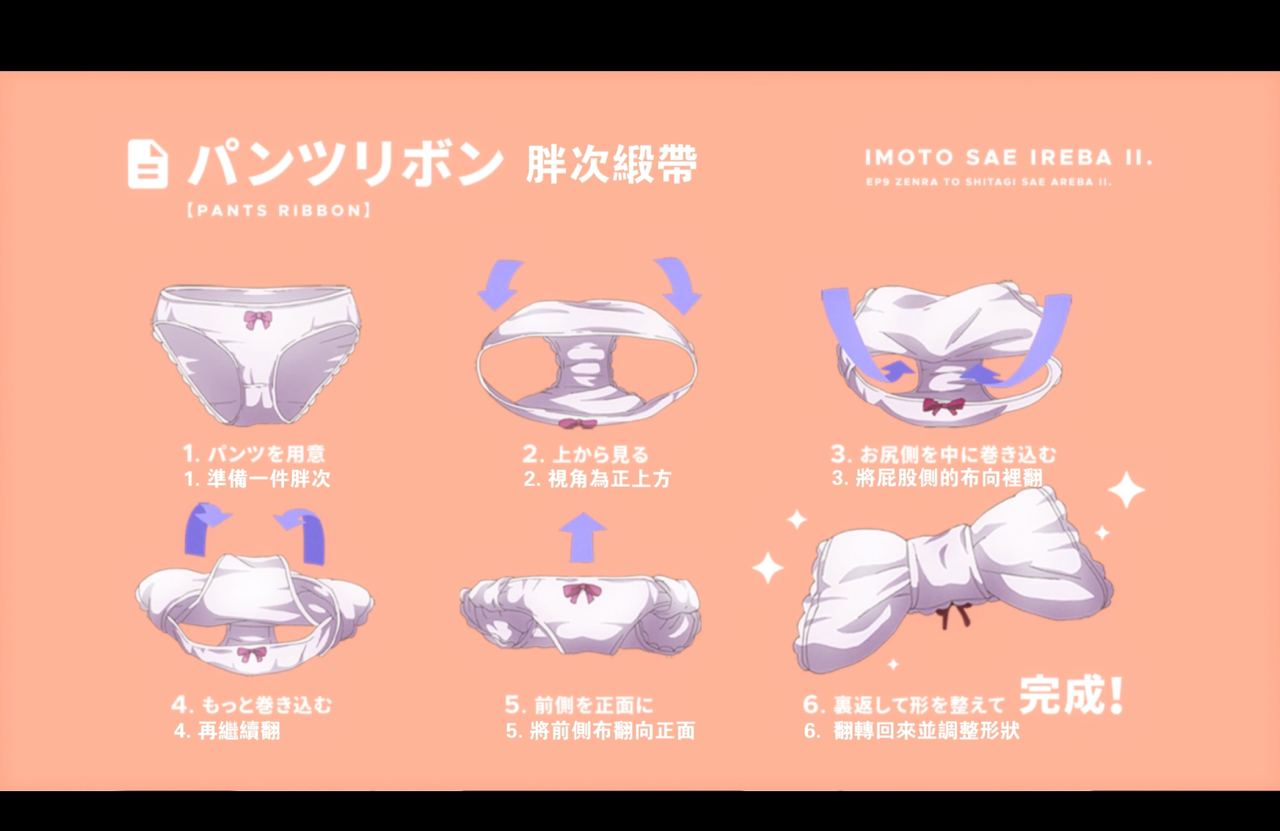 パンツリボン 胖次緞帶
【PANTS RIBBON】
IMOTO SAE IREBA II.
EP9 ZENRA TO SHITAGI SAE AREBA II.
1. パンツを用意
1. 準備一件胖次
2. 上から見る
2. 視角為正上方
3. お尻側を中に巻き込む
3. 將屁股側的布向裡翻
4. もっと巻き込む
4. 再繼續翻
5. 前側を正面に
5. 將前側布翻向正面
6. 裏返して形を整えて 完成!
6. 翻轉回來並調整形狀